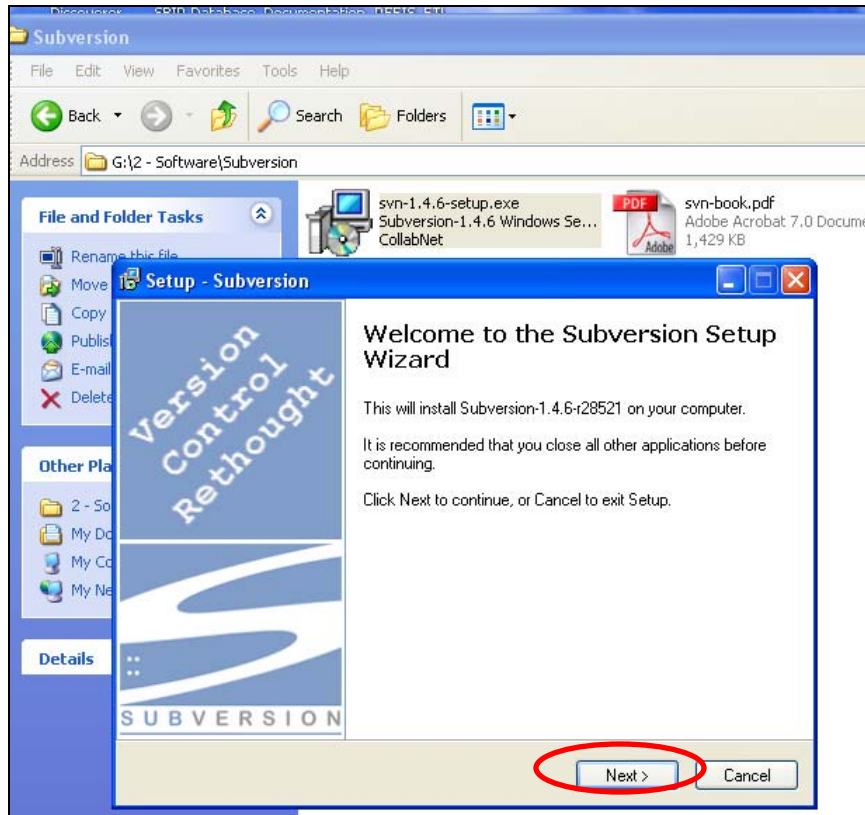 Subversion
File Edit View Favorites Tools Help
Back Search Folders
Address G:\2 - Software\Subversion
File and Folder Tasks
svn-1.4.6-setup.exe
Subversion-1.4.6 Windows Se...
CollabNet
PDF
Adobe
svn-book.pdf
Adobe Acrobat 7.0 Docume
1,429 KB
Rename this file
Move
Copy
Publis
E-mail
Delete
Other Pla
2 - So
My Do
My Co
My Ne
Details
Setup - Subversion
Version
Control
Rethought
SUBVERSION
Welcome to the Subversion Setup
Wizard
This will install Subversion-1.4.6-r28521 on your computer.
It is recommended that you close all other applications before
continuing.
Click Next to continue, or Cancel to exit Setup.
Next >
Cancel